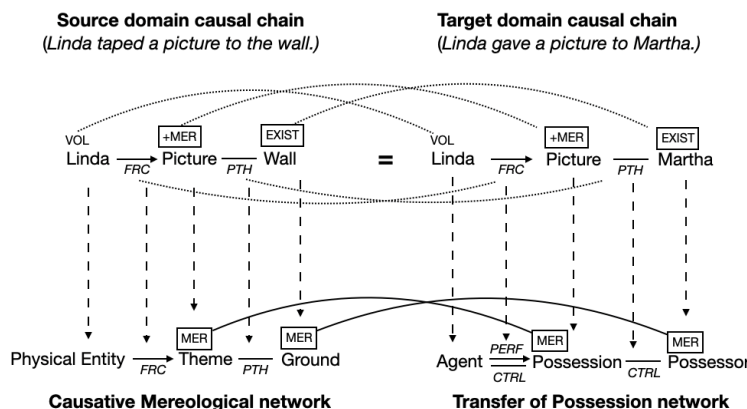 Source domain causal chain
(Linda taped a picture to the wall.)
Target domain causal chain
(Linda gave a picture to Martha.)
VOL
+MER
EXIST
Linda FRC Picture PTH Wall
=
VOL
+MER
EXIST
Linda FRC Picture PTH Martha
MER
MER
Physical Entity FRC Theme PTH Ground
PERF
MER
MER
Agent CTRL Possession CTRL Possessor
Causative Mereological network
Transfer of Possession network